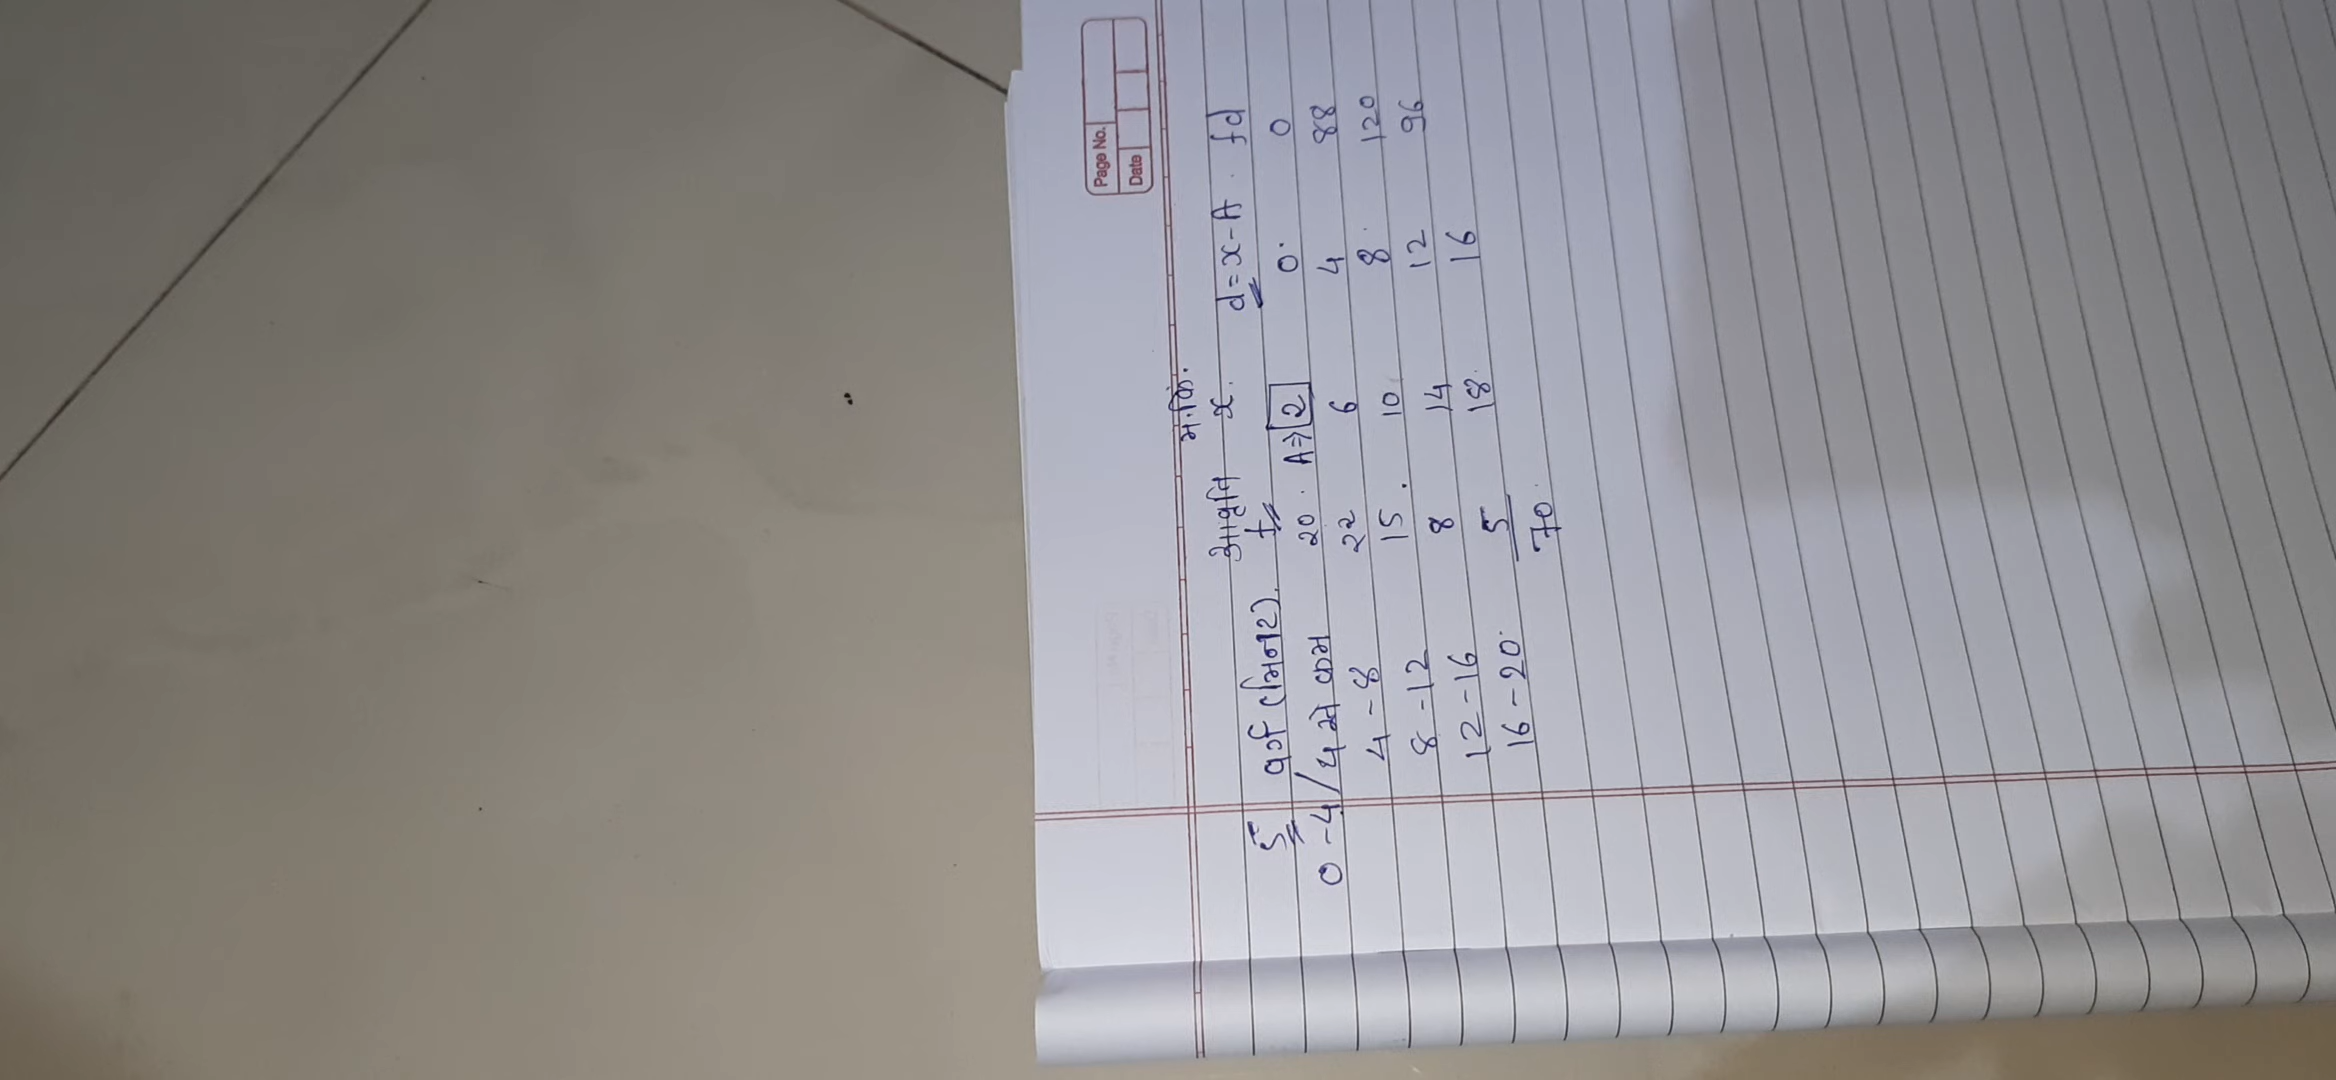 Page No.
Date
म.वि.
5 वर्ग (मिनट). आवृति f x. d=x-A. fd
0-4/4 से कम 20. A⇒2 0. 0
4-8 22 6 4 88
8-12 15. 10 8. 120
12-16 8 14 12 96
16-20. 5 18. 16
70.